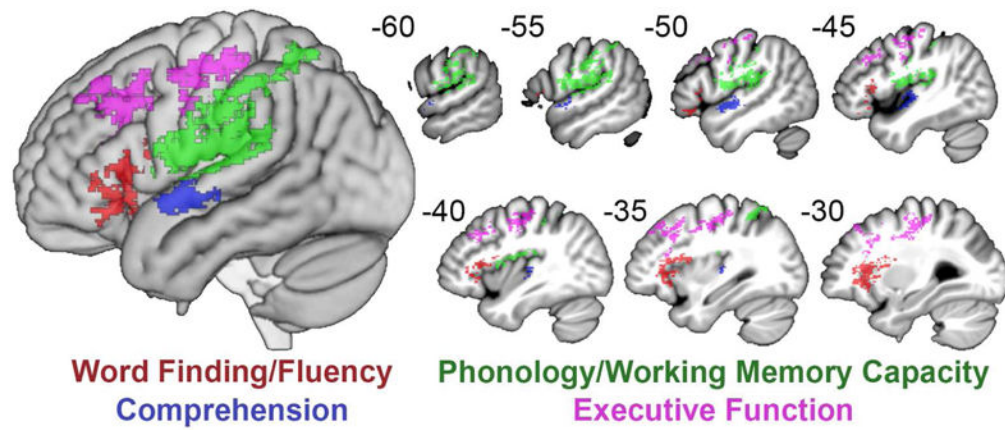 -60 -55 -50 -45
-40 -35 -30
Word Finding/Fluency Phonology/Working Memory Capacity
Comprehension Executive Function